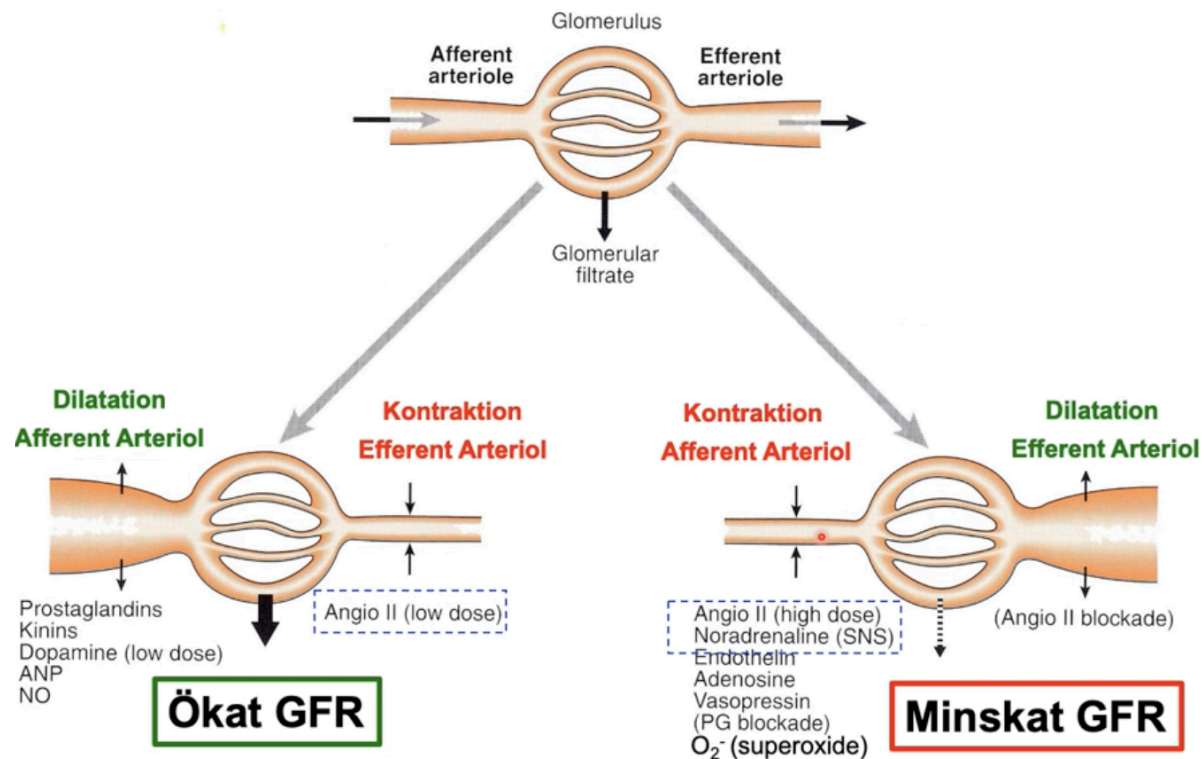 Glomerulus
Afferent
arteriole
Efferent
arteriole
Glomerular
filtrate
Dilatation
Afferent Arteriol
Kontraktion
Efferent Arteriol
Prostaglandins
Kinins
Dopamine (low dose)
ANP
NO
Angio II (low dose)
Ökat GFR
Kontraktion
Afferent Arteriol
Dilatation
Efferent Arteriol
Angio II (high dose)
Noradrenaline (SNS)
Endothelin
Adenosine
Vasopressin
(PG blockade)
O₂⁻ (superoxide)
(Angio II blockade)
Minskat GFR